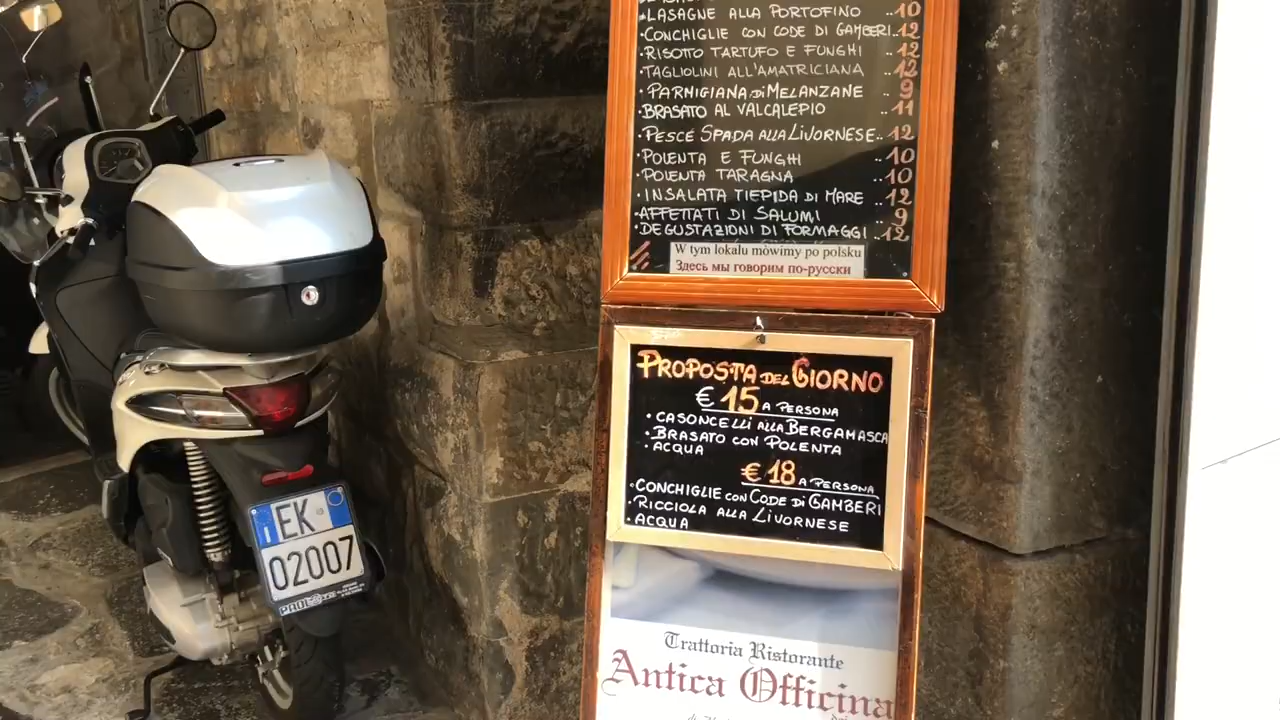 LASAGNE ALLA PORTOFINO ..10
CONCHIGLIE CON CODE DI GAMBERI..12
RISOTTO TARTUFO E FUNGHI ..12
TAGLIOLINI ALL'AMATRICIANA ..12
PARMIGIANA DI MELANZANE 9
BRASATO AL VALCALEPIO ..11
PESCE SPADA ALLA LIVORNESE..12
POLENTA E FUNGHI ..10
POLENTA TARAGNA ..10
INSALATA TIEPIDA DI MARE ..12
AFFETTATI DI SALUMI 9
DEGUSTAZIONI DI FORMAGGI ..12
W tym lokalu mòwimy po polsku
Здесь мы говорим по-русски
PROPOSTA DEL GIORNO
€ 15 A PERSONA
CASONCELLI ALLA BERGAMASCA
BRASATO CON POLENTA
ACQUA
€ 18 A PERSONA
CONCHIGLIE CON CODE DI GAMBERI
RICCIOLA ALLA LIVORNESE
ACQUA
Trattoria Ristorante
Antica Officina
EK
02007
I